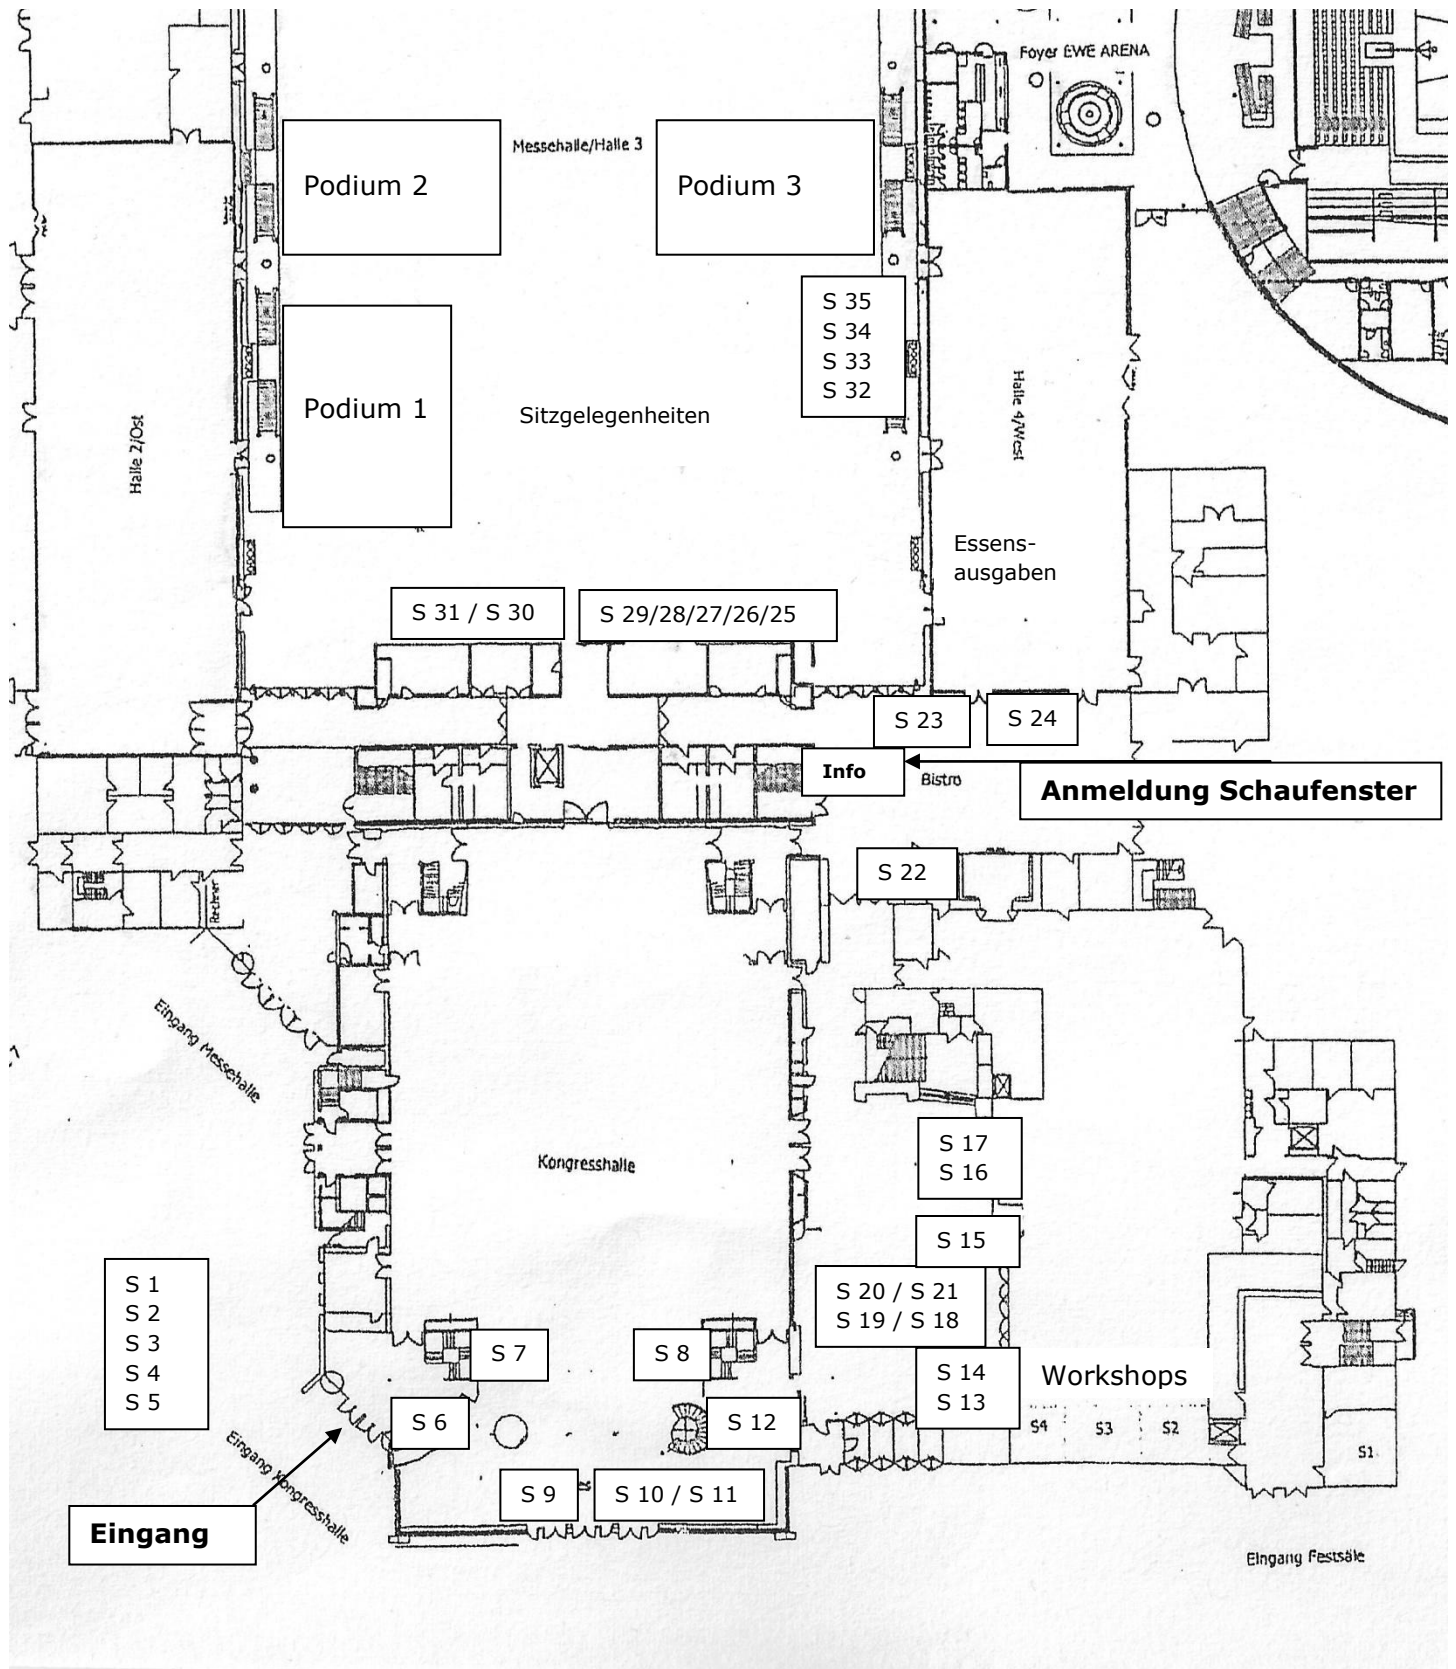 Foyer EWE ARENA
Messehalle/Halle 3
Podium 2
Podium 3
S 35
S 34
S 33
S 32
Podium 1
Sitzgelegenheiten
Halle 2/Ost
Halle 4/West
Essens-
ausgaben
S 31 / S 30
S 29/28/27/26/25
S 23
S 24
Info
Bistro
Anmeldung Schaufenster
S 22
Rechner
Eingang Messehalle
Kongresshalle
S 17
S 16
S 15
S 1
S 2
S 3
S 4
S 5
S 20 / S 21
S 19 / S 18
S 7
S 8
S 14
S 13
Workshops
S 6
S 12
S4
S3
S2
S1
Eingang Kongresshalle
S 9
S 10 / S 11
Eingang
Eingang Festsäle